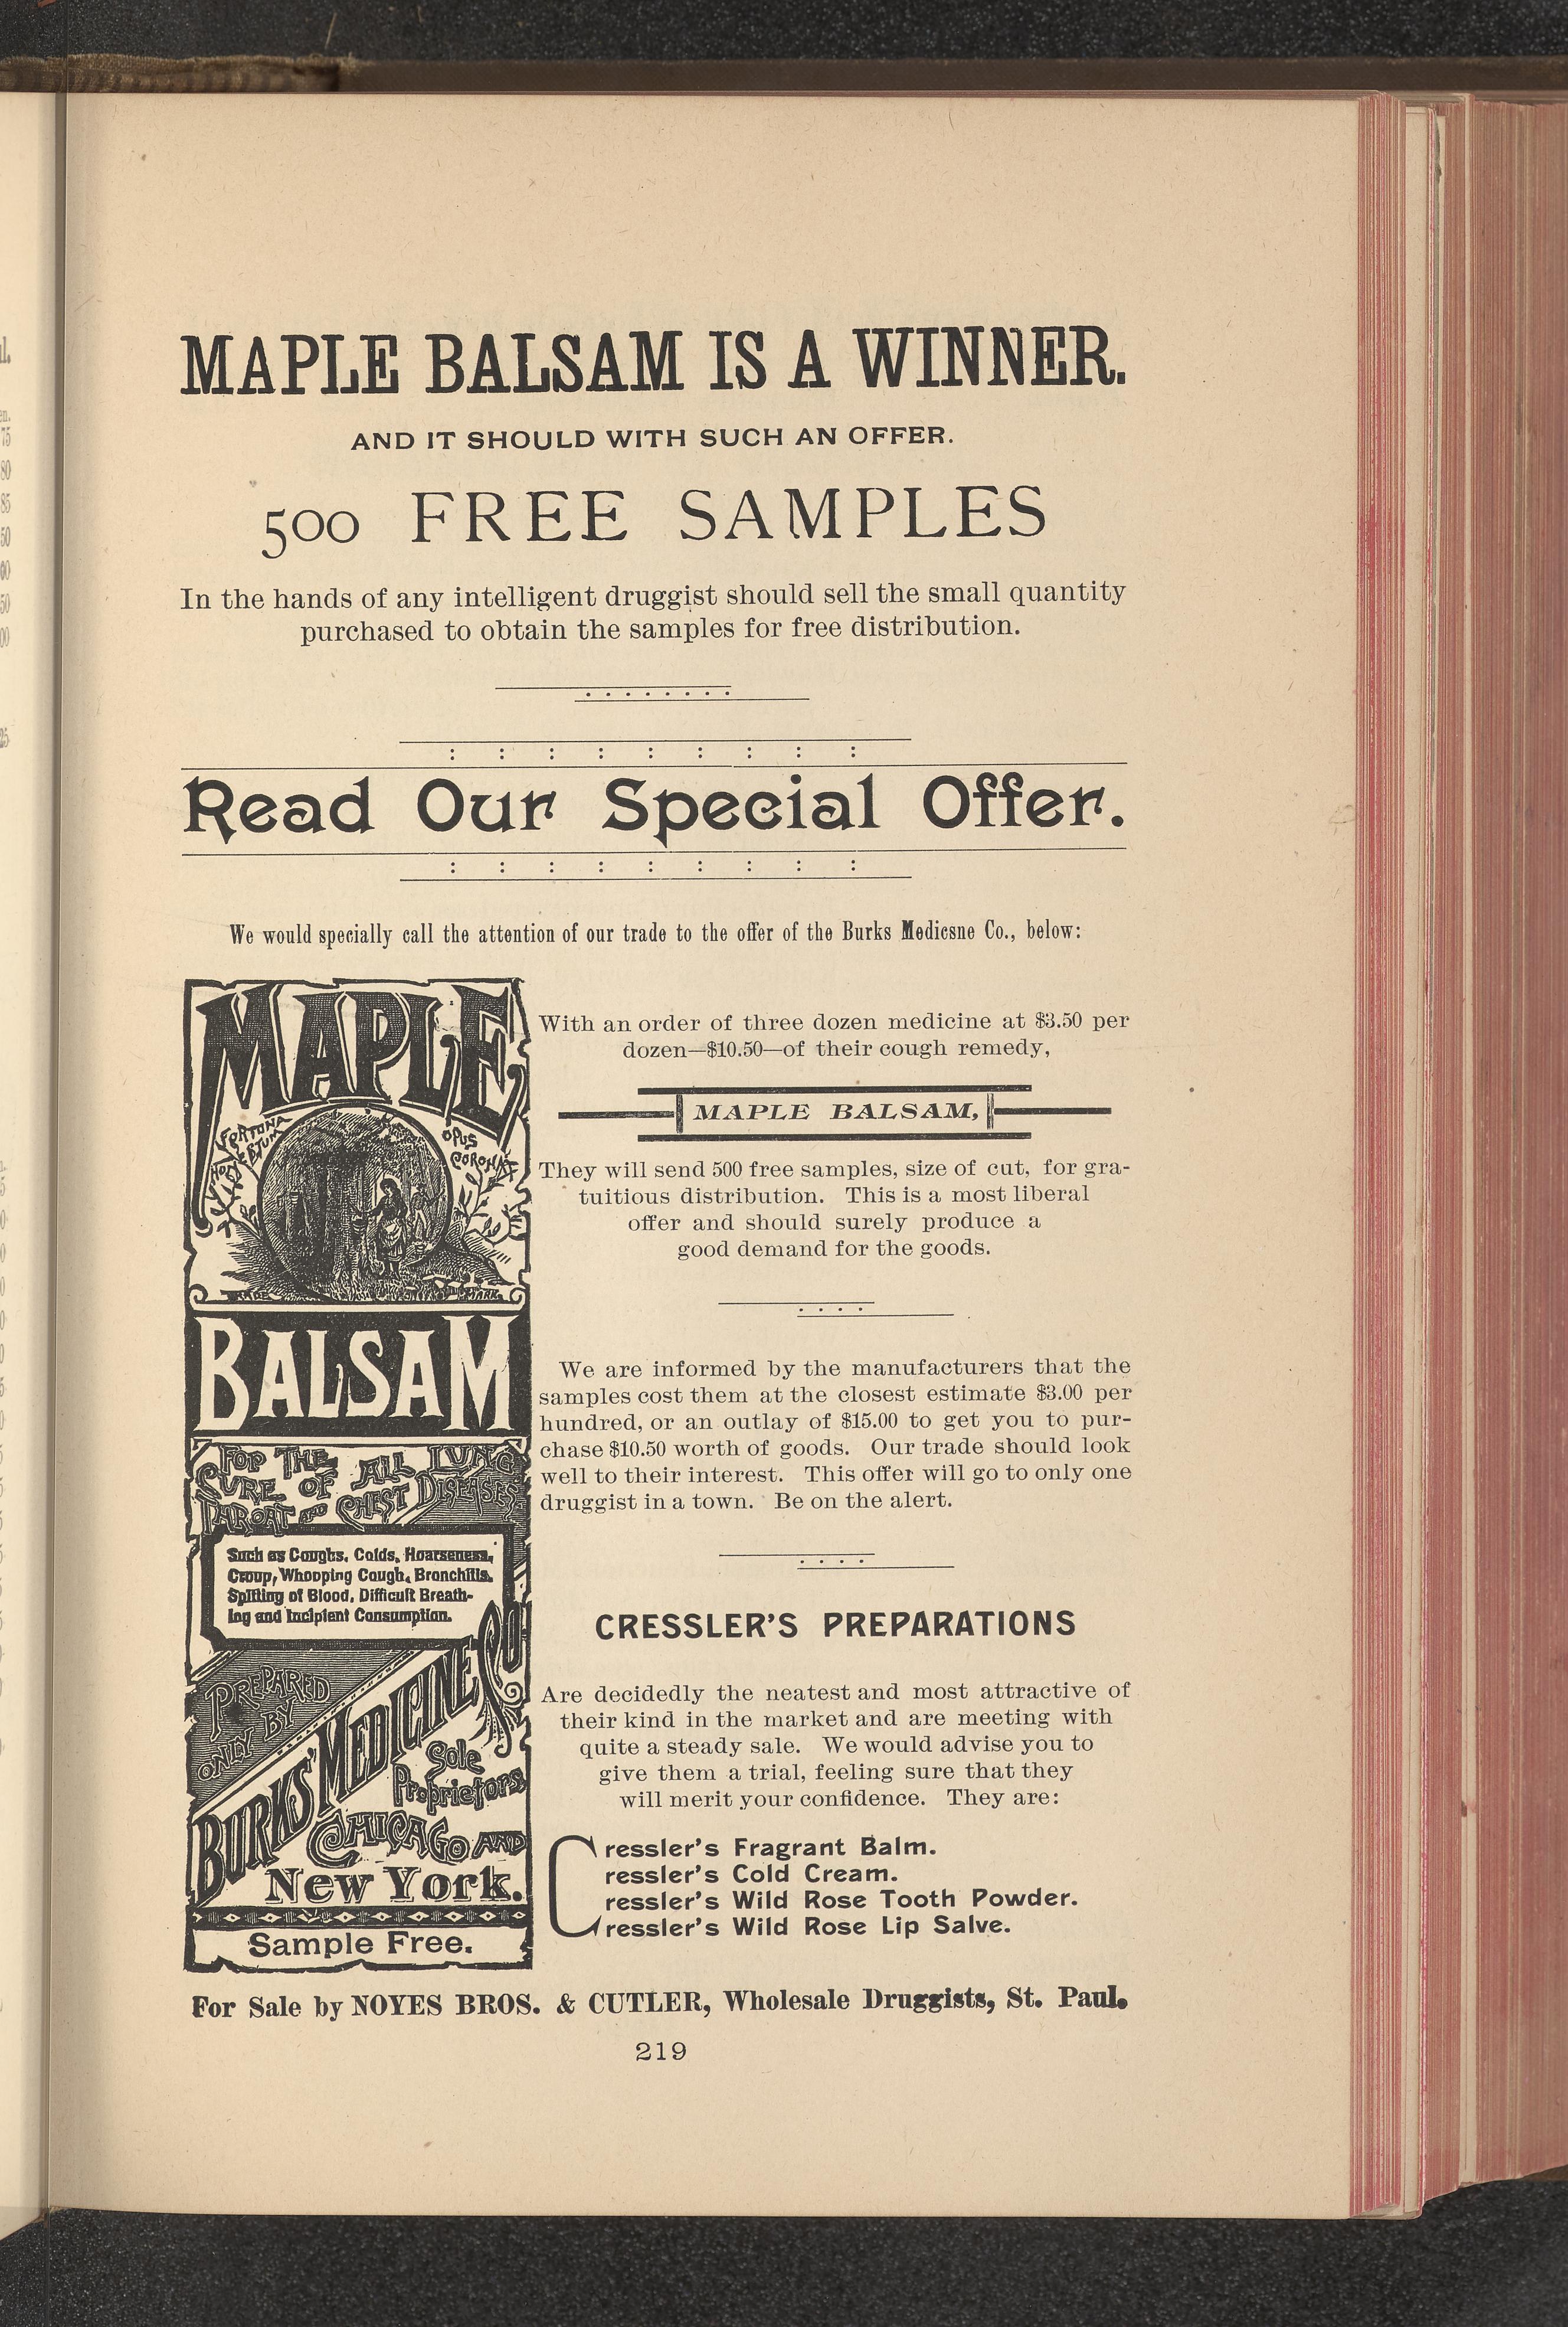 MAPLE BALSAM IS A WINNER.
AND IT SHOULD WITH SUCH AN OFFER.
500 FREE SAMPLES
In the hands of any intelligent druggist should sell the small quantity
purchased to obtain the samples for free distribution.
Read Our Special Offer.
We would specially call the attention of our trade to the offer of the Burks Medicsne Co., below:
MAPLE
OPUS
BALSAM
FOR THE
CURE OF ALL LUNG
THROAT AND CHEST DISEASES
Such as Coughs, Colds, Hoarseness,
Croup, Whooping Cough, Bronchitis,
Spitting of Blood, Difficult Breath-
ing and Incipient Consumption.
PREPARED
ONLY BY
BURKS' MEDICINE CO
Sole
Proprietors
CHICAGO AND
New York.
Sample Free.
With an order of three dozen medicine at $3.50 per
dozen—$10.50—of their cough remedy,
MAPLE BALSAM,
They will send 500 free samples, size of cut, for gra-
tuitious distribution. This is a most liberal
offer and should surely produce a
good demand for the goods.
We are informed by the manufacturers that the
samples cost them at the closest estimate $3.00 per
hundred, or an outlay of $15.00 to get you to pur-
chase $10.50 worth of goods. Our trade should look
well to their interest. This offer will go to only one
druggist in a town. Be on the alert.
CRESSLER'S PREPARATIONS
Are decidedly the neatest and most attractive of
their kind in the market and are meeting with
quite a steady sale. We would advise you to
give them a trial, feeling sure that they
will merit your confidence. They are:
Cressler's Fragrant Balm.
ressler's Cold Cream.
ressler's Wild Rose Tooth Powder.
ressler's Wild Rose Lip Salve.
For Sale by NOYES BROS. & CUTLER, Wholesale Druggists, St. Paul.
219